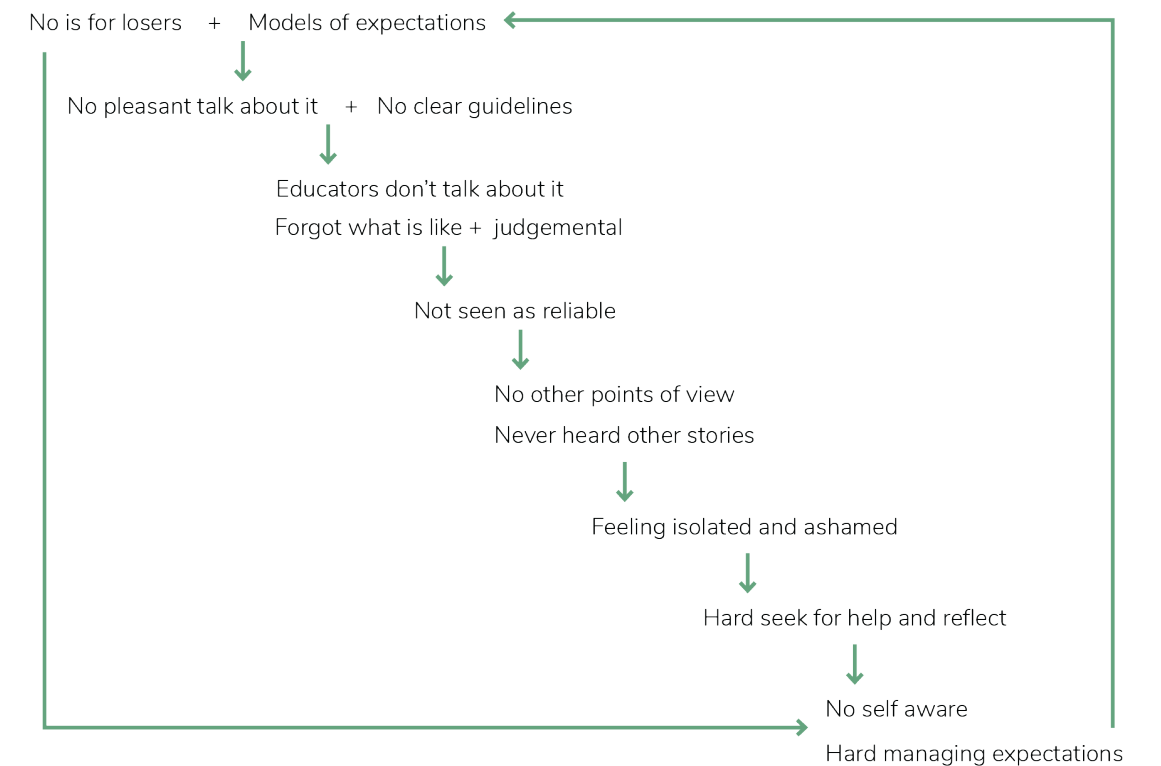 No is for losers + Models of expectations
No pleasant talk about it + No clear guidelines
Educators don’t talk about it
Forgot what is like + judgemental
Not seen as reliable
No other points of view
Never heard other stories
Feeling isolated and ashamed
Hard seek for help and reflect
No self aware
Hard managing expectations